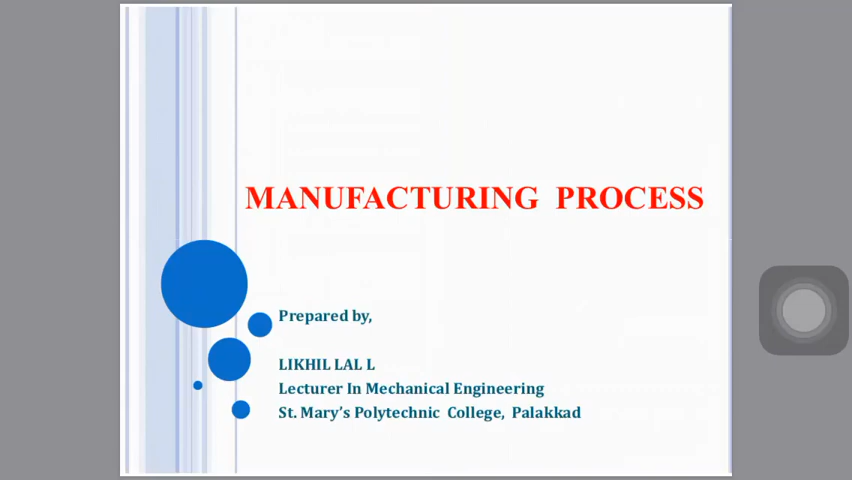 MANUFACTURING PROCESS
Prepared by,
LIKHIL LAL L
Lecturer In Mechanical Engineering
St. Mary's Polytechnic College, Palakkad